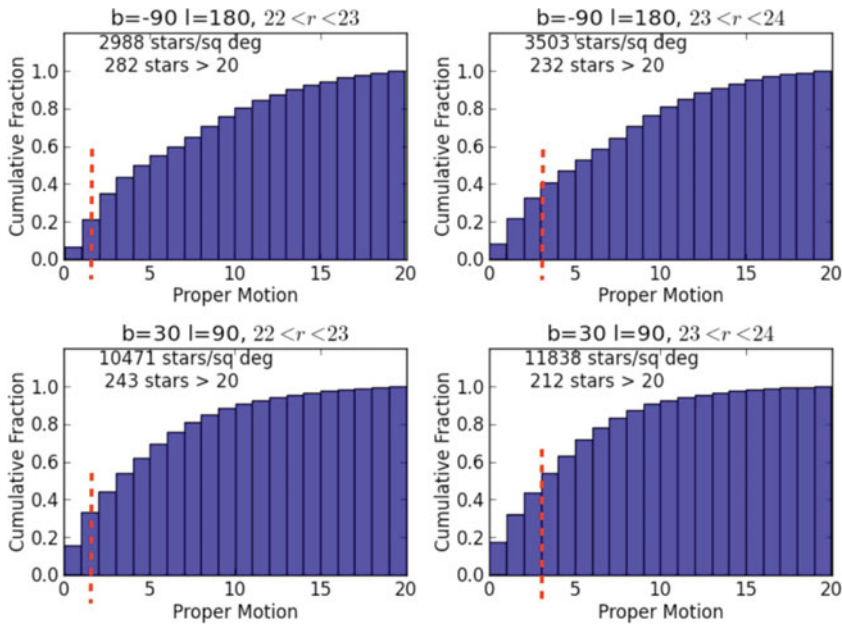 b=-90 l=180, 22 < r < 23
2988 stars/sq deg
282 stars > 20
Cumulative Fraction
1.0
0.8
0.6
0.4
0.2
0.0
0 5 10 15 20
Proper Motion
b=-90 l=180, 23 < r < 24
3503 stars/sq deg
232 stars > 20
Cumulative Fraction
1.0
0.8
0.6
0.4
0.2
0.0
0 5 10 15 20
Proper Motion
b=30 l=90, 22 < r < 23
10471 stars/sq deg
243 stars > 20
Cumulative Fraction
1.0
0.8
0.6
0.4
0.2
0.0
0 5 10 15 20
Proper Motion
b=30 l=90, 23 < r < 24
11838 stars/sq deg
212 stars > 20
Cumulative Fraction
1.0
0.8
0.6
0.4
0.2
0.0
0 5 10 15 20
Proper Motion